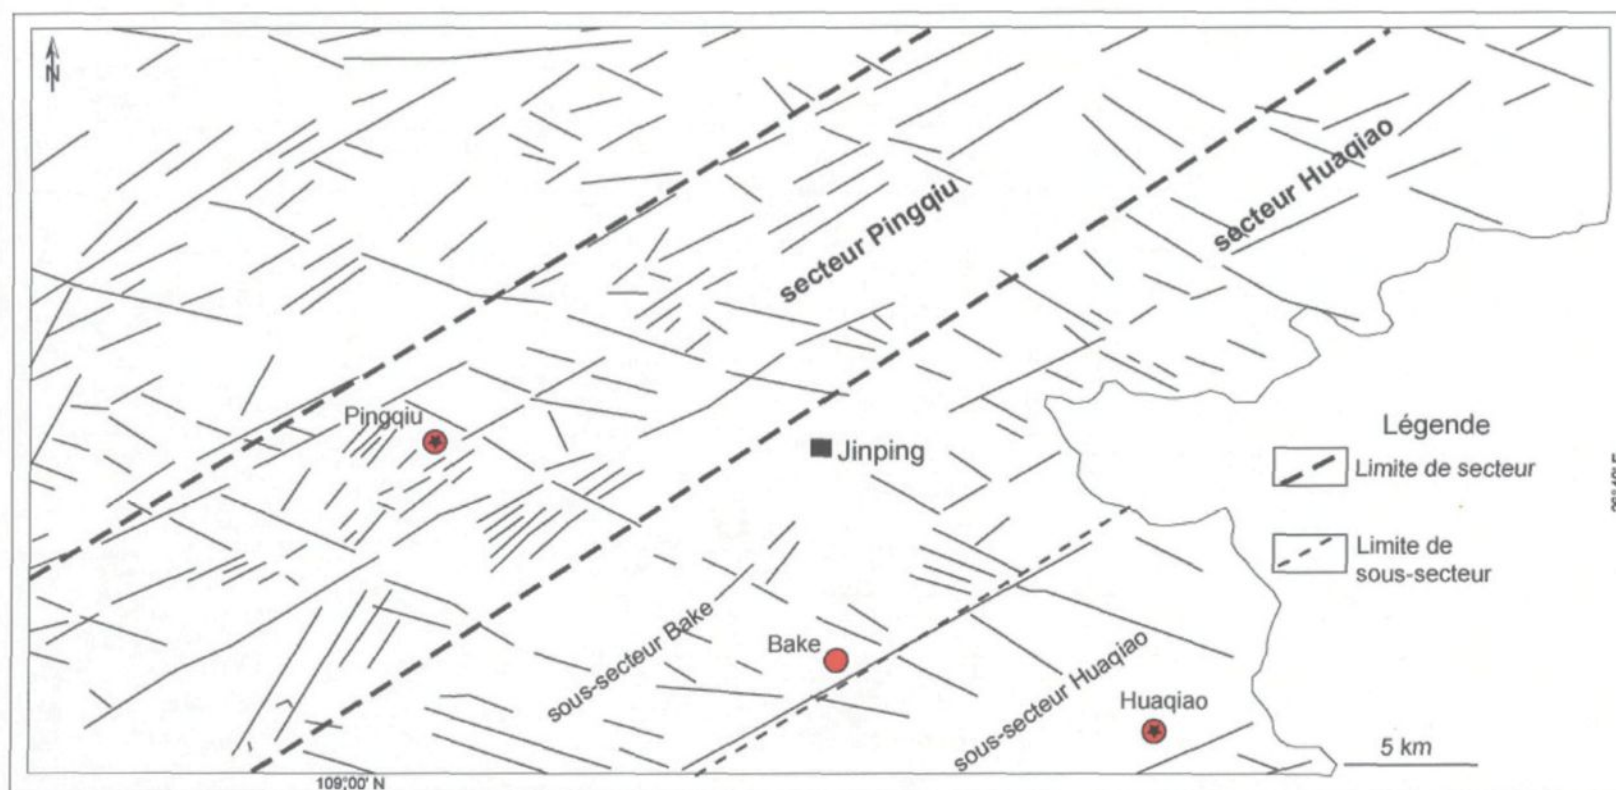 N
secteur Pingqiu
secteur Huaqiao
Pingqiu
Jinping
Légende
Limite de secteur
Limite de
sous-secteur
sous-secteur Bake
Bake
sous-secteur Huaqiao
Huaqiao
5 km
109°00' N